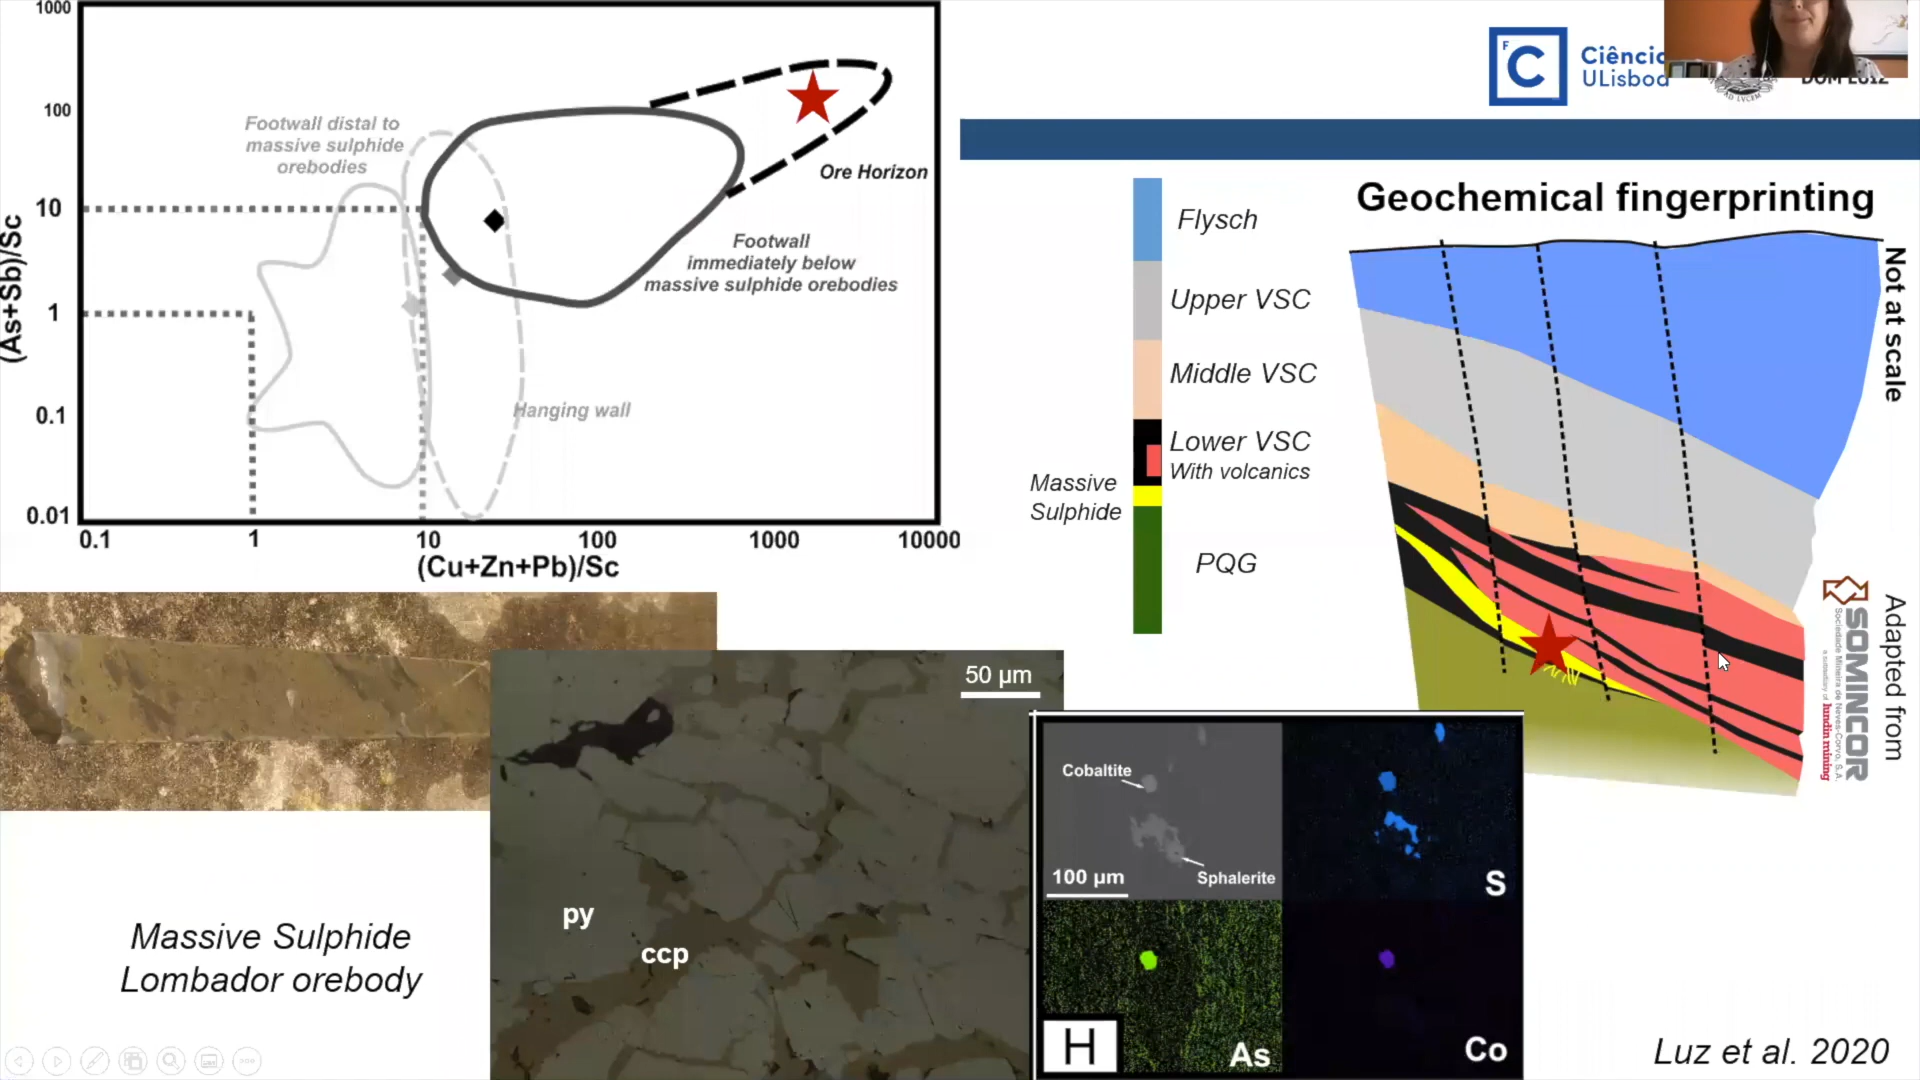 1000
100
10
1
0.1
0.01
(As+Sb)/Sc
Footwall distal to
massive sulphide
orebodies
Ore Horizon
Footwall
immediately below
massive sulphide orebodies
Hanging wall
0.1
1
10
100
1000
10000
(Cu+Zn+Pb)/Sc
F
C
ULisboa
DOM LUIZ
Geochemical fingerprinting
Flysch
Upper VSC
Middle VSC
Lower VSC
With volcanics
Massive
Sulphide
PQG
Not at scale
Adapted from
SOMINCOR
Sociedade Mineira de Neves-Corvo, S.A.
a subsidiary of lundin mining
50 µm
py
ccp
Massive Sulphide
Lombador orebody
Cobaltite
Sphalerite
100 µm
S
H
As
Co
Luz et al. 2020